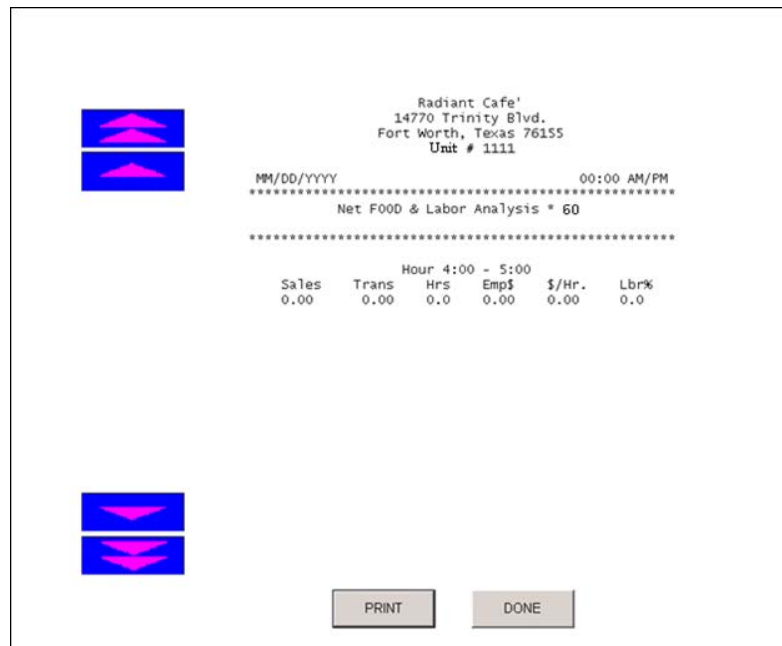 Radiant Cafe'
14770 Trinity Blvd.
Fort Worth, Texas 76155
Unit # 1111
MM/DD/YYYY 00:00 AM/PM
*****************************************************
Net FOOD & Labor Analysis * 60
*****************************************************
Hour 4:00 - 5:00
Sales Trans Hrs Emp$ $/Hr. Lbr%
0.00 0.00 0.0 0.00 0.00 0.0
PRINT DONE